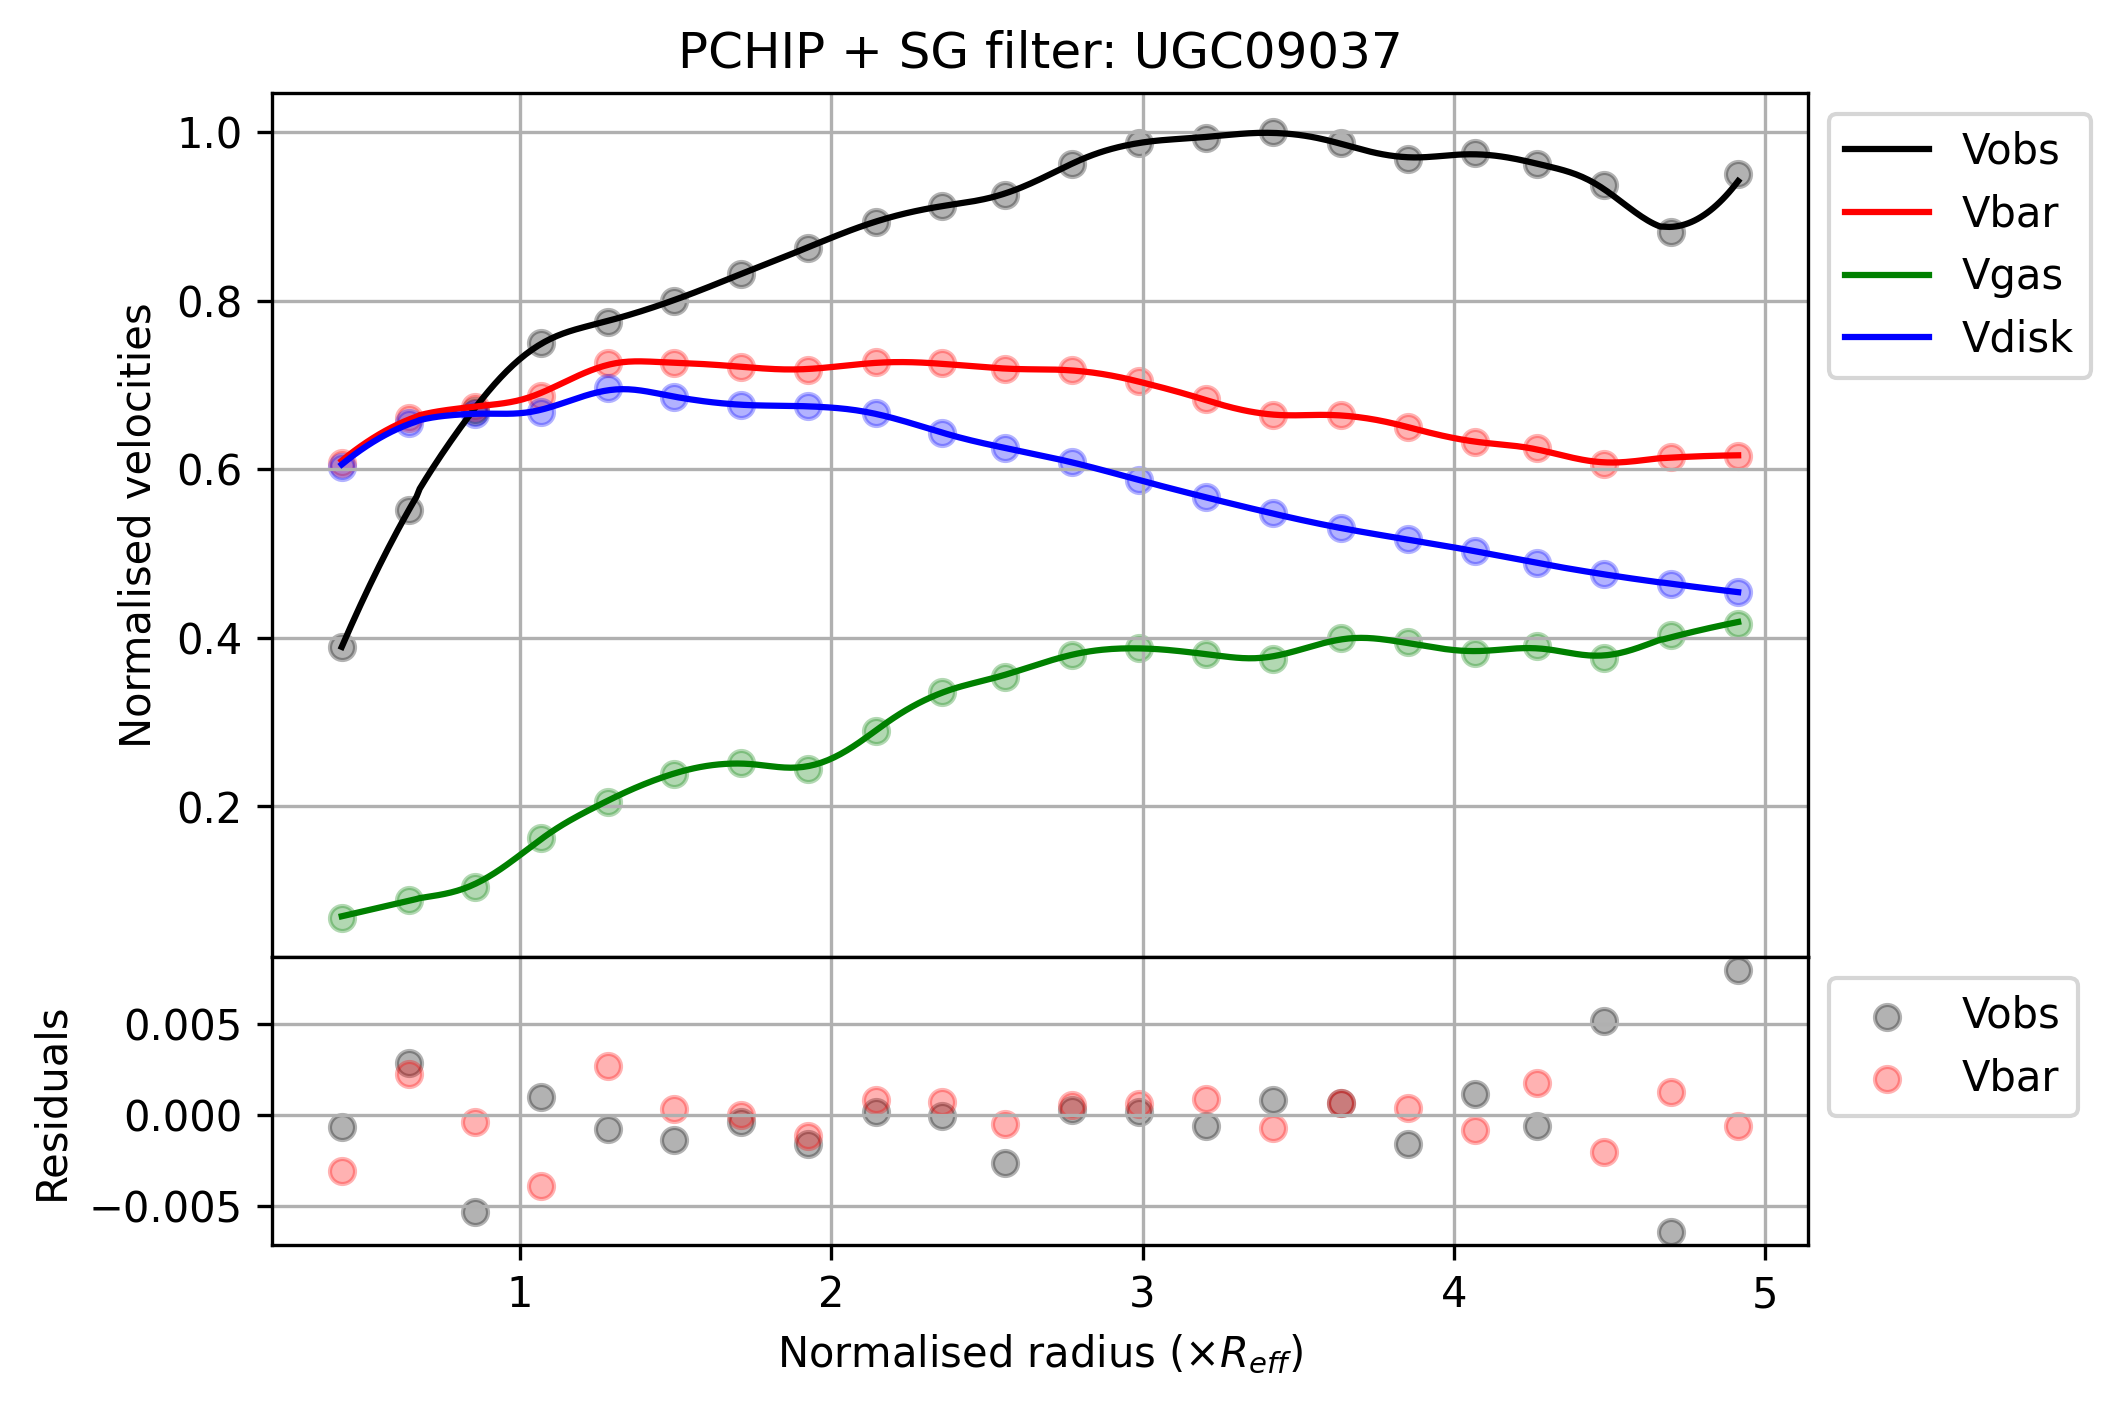 PCHIP + SG filter: UGC09037
Normalised velocities
1.0
0.8
0.6
0.4
0.2
Vobs
Vbar
Vgas
Vdisk
Residuals
0.005
0.000
−0.005
Vobs
Vbar
1 2 3 4 5
Normalised radius (×R_eff)